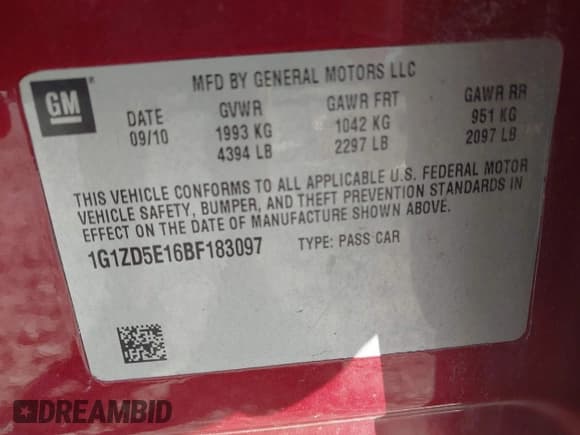 GM
MFD BY GENERAL MOTORS LLC
DATE GVWR GAWR FRT GAWR RR
09/10 1993 KG 1042 KG 951 KG
4394 LB 2297 LB 2097 LB
THIS VEHICLE CONFORMS TO ALL APPLICABLE U.S. FEDERAL MOTOR
VEHICLE SAFETY, BUMPER, AND THEFT PREVENTION STANDARDS IN
EFFECT ON THE DATE OF MANUFACTURE SHOWN ABOVE.
1G1ZD5E16BF183097 TYPE: PASS CAR
DREAMBID